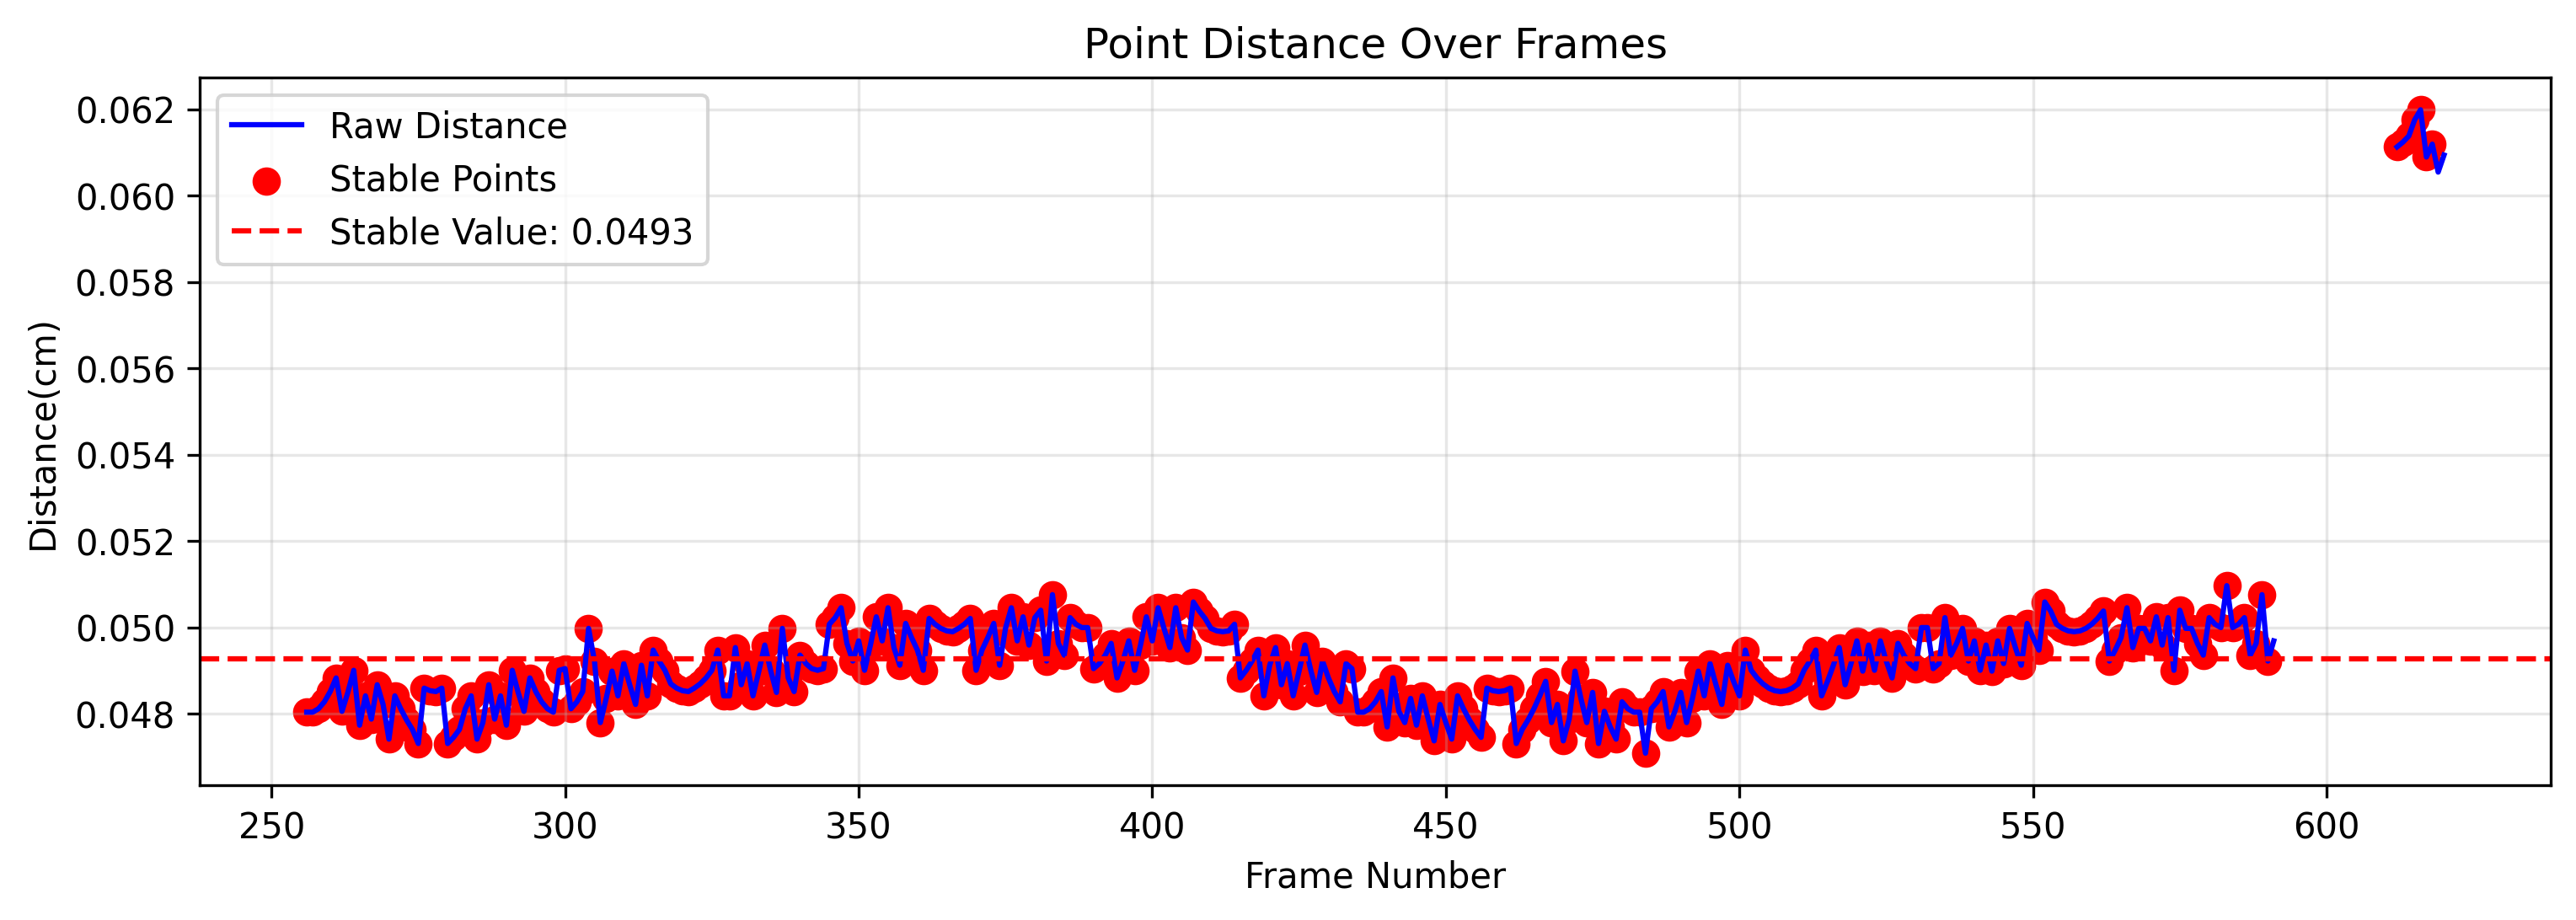 Point Distance Over Frames
Raw Distance
Stable Points
Stable Value: 0.0493
Distance(cm)
0.062
0.060
0.058
0.056
0.054
0.052
0.050
0.048
250 300 350 400 450 500 550 600
Frame Number